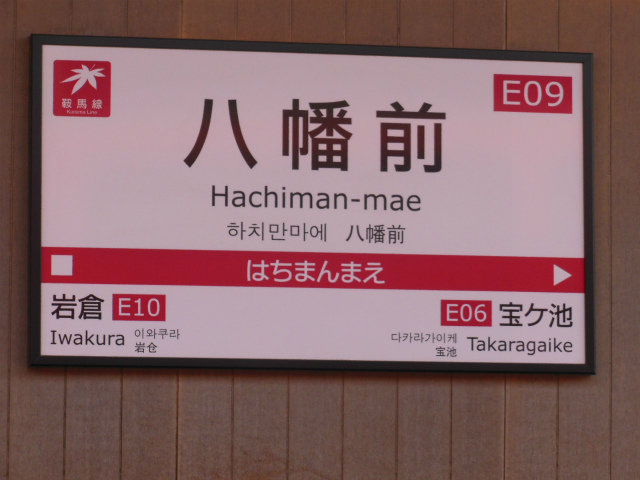 鞍馬線
Kurama Line
E09
八幡前
Hachiman-mae
하치만마에 八幡前
はちまんまえ
岩倉 E10
Iwakura 이와쿠라
岩仓
E06 宝ケ池
다카라가이케
宝池 Takaragaike